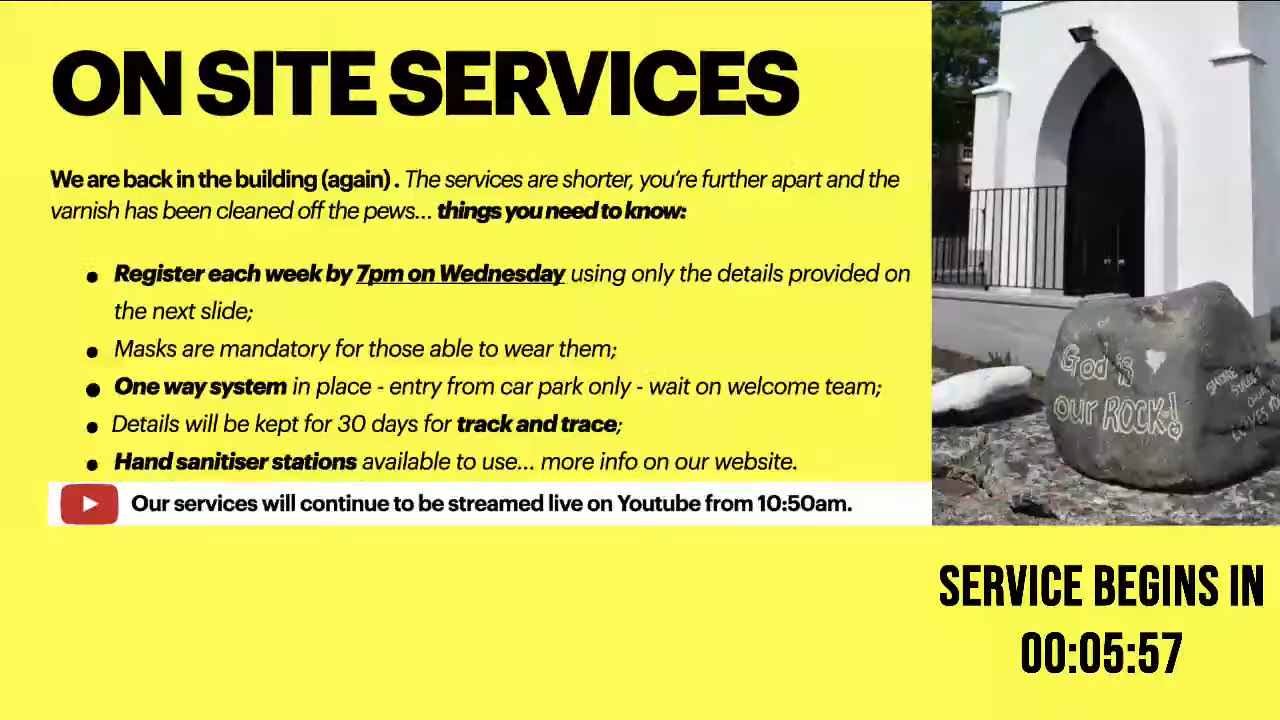 ON SITE SERVICES
We are back in the building (again) . The services are shorter, you're further apart and the
varnish has been cleaned off the pews... things you need to know:
● Register each week by 7pm on Wednesday using only the details provided on
the next slide;
● Masks are mandatory for those able to wear them;
● One way system in place - entry from car park only - wait on welcome team;
● Details will be kept for 30 days for track and trace;
● Hand sanitiser stations available to use... more info on our website.
Our services will continue to be streamed live on Youtube from 10:50am.
God is
our ROCK!
SERVICE BEGINS IN
00:05:57